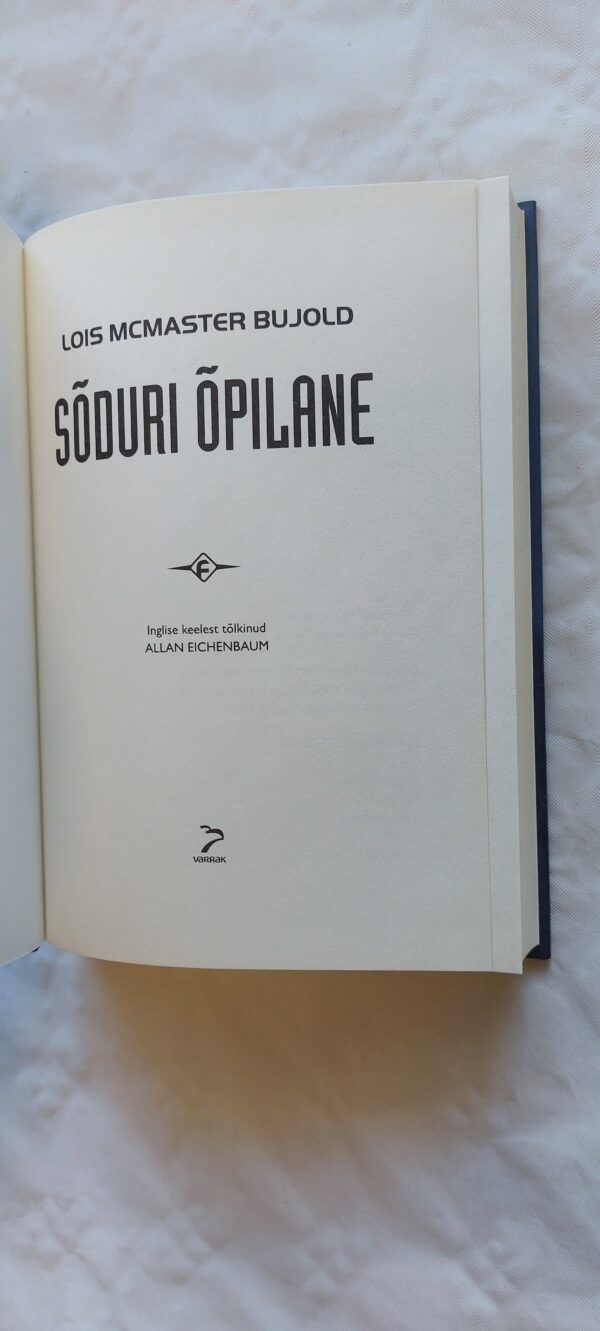 LOIS MCMASTER BUJOLD
SÕDURI ÕPILANE
F
Inglise keelest tõlkinud
ALLAN EICHENBAUM
VARRAK